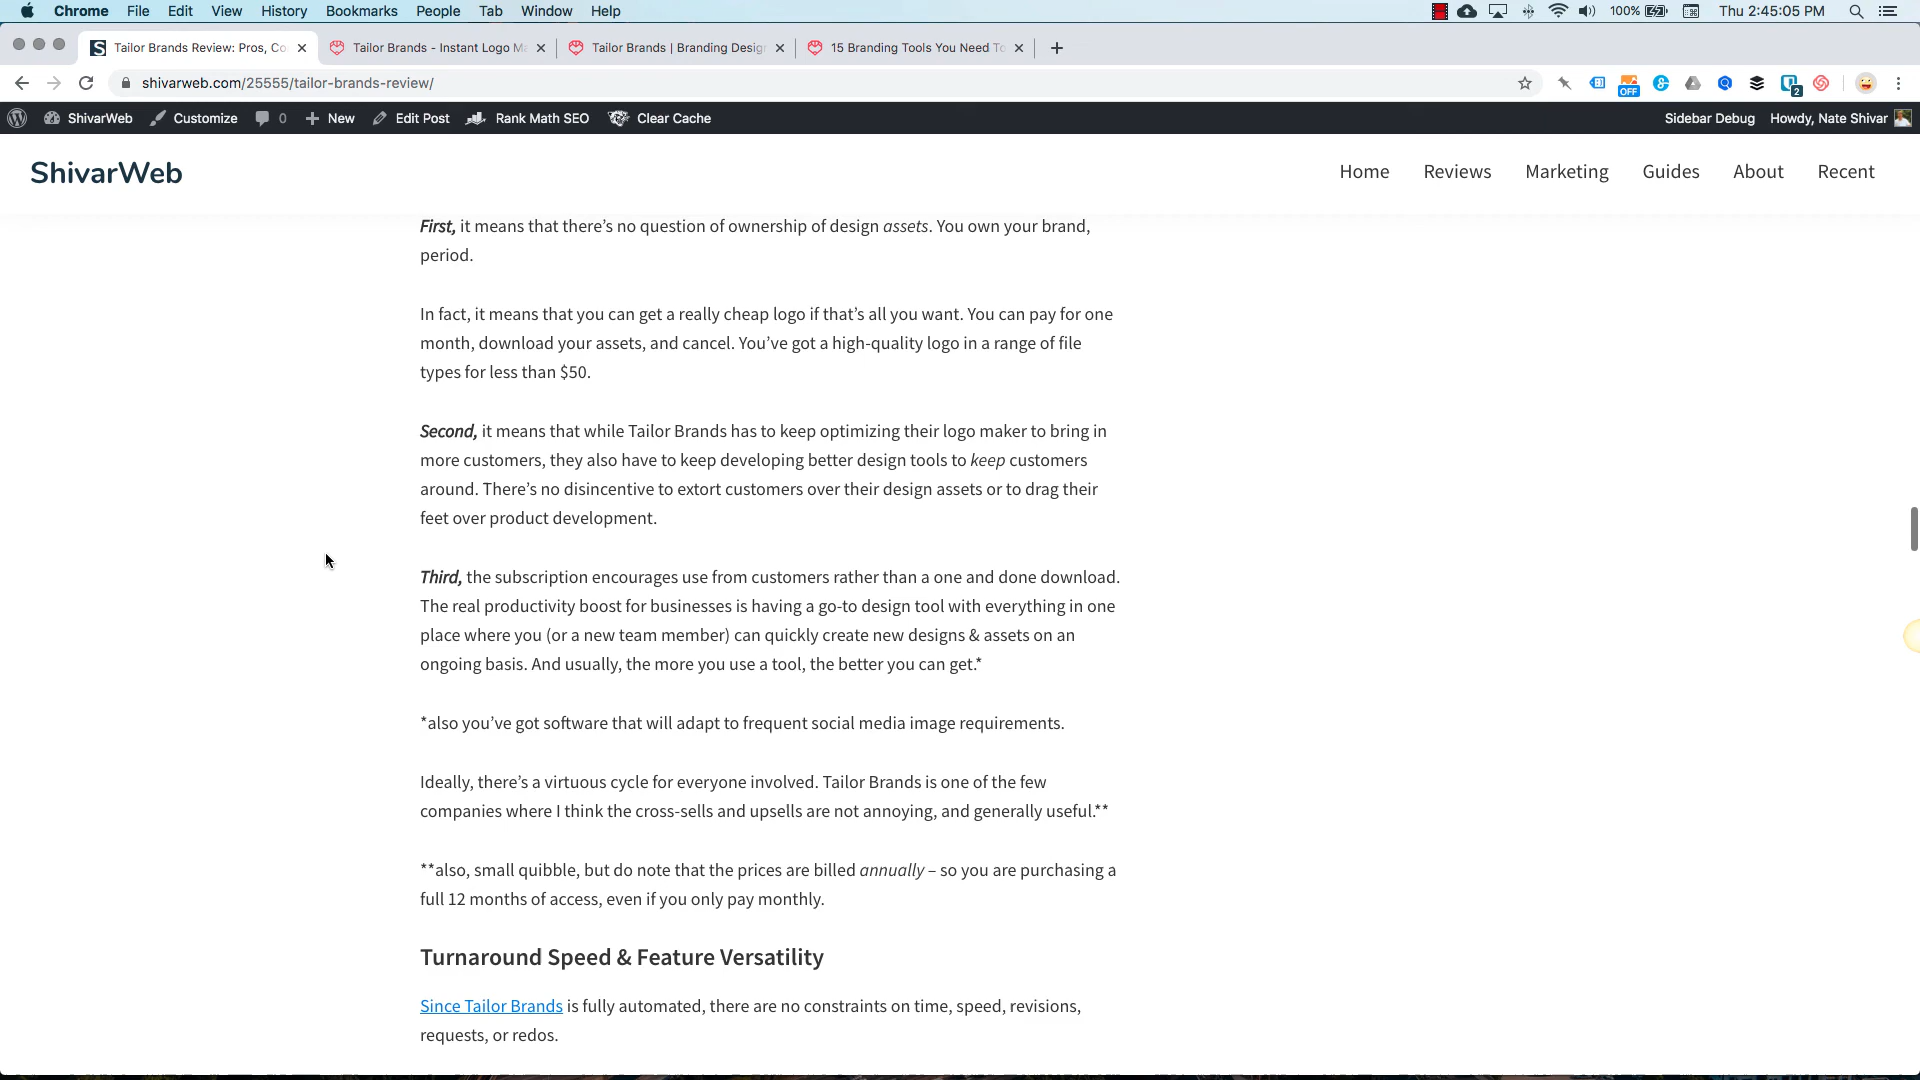 Chrome File Edit View History Bookmarks People Tab Window Help 100% Thu 2:45:05 PM
Tailor Brands Review: Pros, Co Tailor Brands - Instant Logo Ma Tailor Brands | Branding Design 15 Branding Tools You Need To
shivarweb.com/25555/tailor-brands-review/ OFF 2
ShivarWeb Customize 0 New Edit Post Rank Math SEO Clear Cache Sidebar Debug Howdy, Nate Shivar
ShivarWeb Home Reviews Marketing Guides About Recent
First, it means that there’s no question of ownership of design assets. You own your brand,
period.
In fact, it means that you can get a really cheap logo if that’s all you want. You can pay for one
month, download your assets, and cancel. You’ve got a high-quality logo in a range of file
types for less than $50.
Second, it means that while Tailor Brands has to keep optimizing their logo maker to bring in
more customers, they also have to keep developing better design tools to keep customers
around. There’s no disincentive to extort customers over their design assets or to drag their
feet over product development.
Third, the subscription encourages use from customers rather than a one and done download.
The real productivity boost for businesses is having a go-to design tool with everything in one
place where you (or a new team member) can quickly create new designs & assets on an
ongoing basis. And usually, the more you use a tool, the better you can get.*
*also you’ve got software that will adapt to frequent social media image requirements.
Ideally, there’s a virtuous cycle for everyone involved. Tailor Brands is one of the few
companies where I think the cross-sells and upsells are not annoying, and generally useful.**
**also, small quibble, but do note that the prices are billed annually – so you are purchasing a
full 12 months of access, even if you only pay monthly.
Turnaround Speed & Feature Versatility
Since Tailor Brands is fully automated, there are no constraints on time, speed, revisions,
requests, or redos.